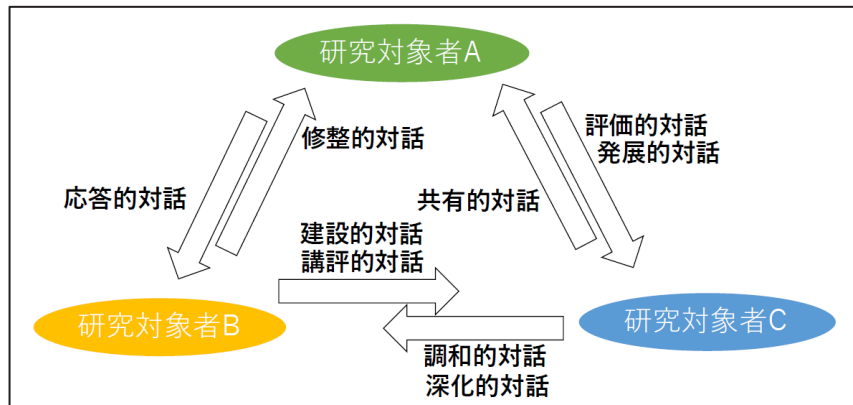 研究対象者A
修整的対話
評価的対話
発展的対話
応答的対話
共有的対話
建設的対話
講評的対話
研究対象者B
研究対象者C
調和的対話
深化的対話